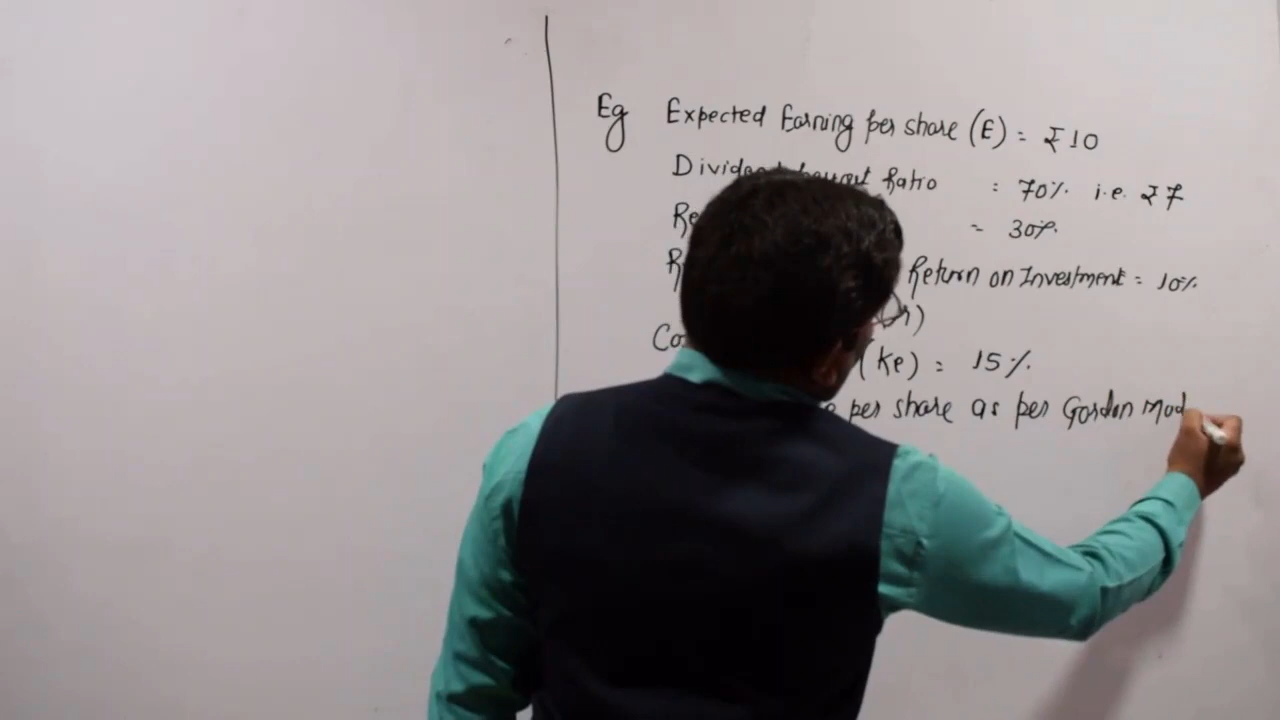 Eg Expected Earning per share (E) = ₹10
Dividend Payout Ratio = 70% i.e. ₹7
Re = 30%
R Return on Investment = 10%
(r)
Co (Ke) = 15%
per share as per Gordon Mod